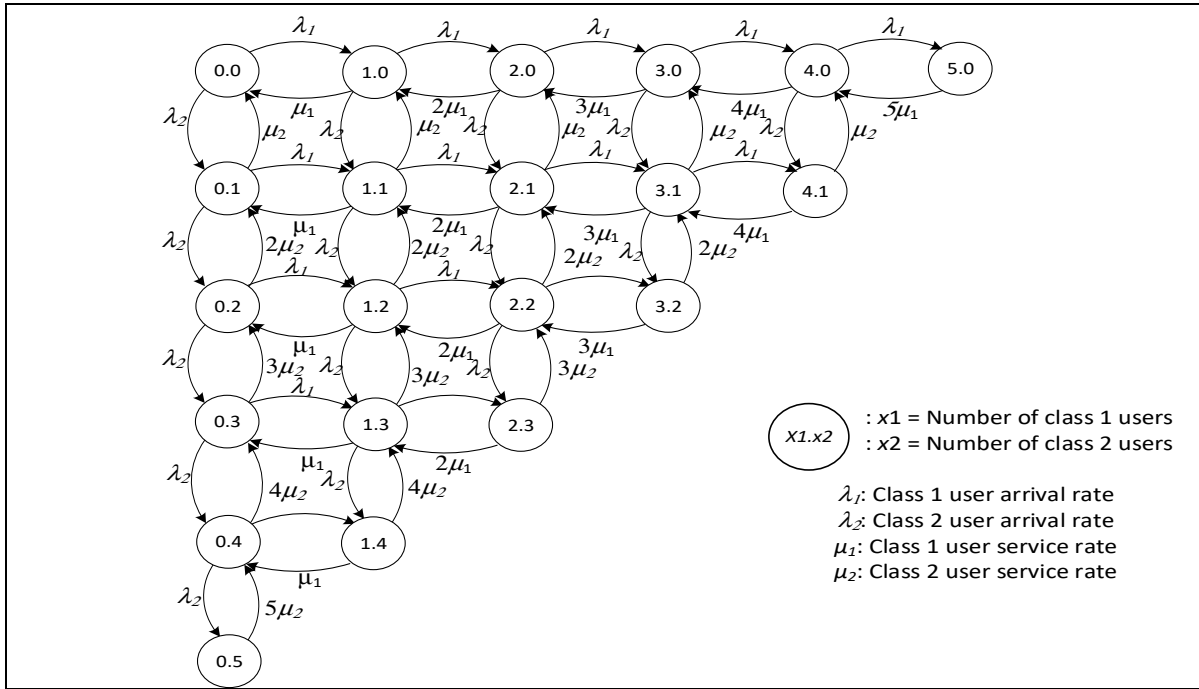 λ1 λ1 λ1 λ1 λ1
0.0 1.0 2.0 3.0 4.0 5.0
μ1 2μ1 3μ1 4μ1 5μ1
λ2 μ2 λ2 μ2 λ2 μ2 λ2 μ2 λ2 μ2
λ1 λ1 λ1 λ1
0.1 1.1 2.1 3.1 4.1
μ1 2μ1 3μ1 4μ1
λ2 2μ2 λ2 2μ2 λ2 2μ2 λ2 2μ2
λ1 λ1
0.2 1.2 2.2 3.2
μ1 2μ1 3μ1
λ2 3μ2 λ2 3μ2 λ2 3μ2
λ1
0.3 1.3 2.3
μ1 2μ1
λ2 4μ2 λ2 4μ2
0.4 1.4
μ1
λ2 5μ2
0.5
X1.x2
: x1 = Number of class 1 users
: x2 = Number of class 2 users
λ1: Class 1 user arrival rate
λ2: Class 2 user arrival rate
μ1: Class 1 user service rate
μ2: Class 2 user service rate